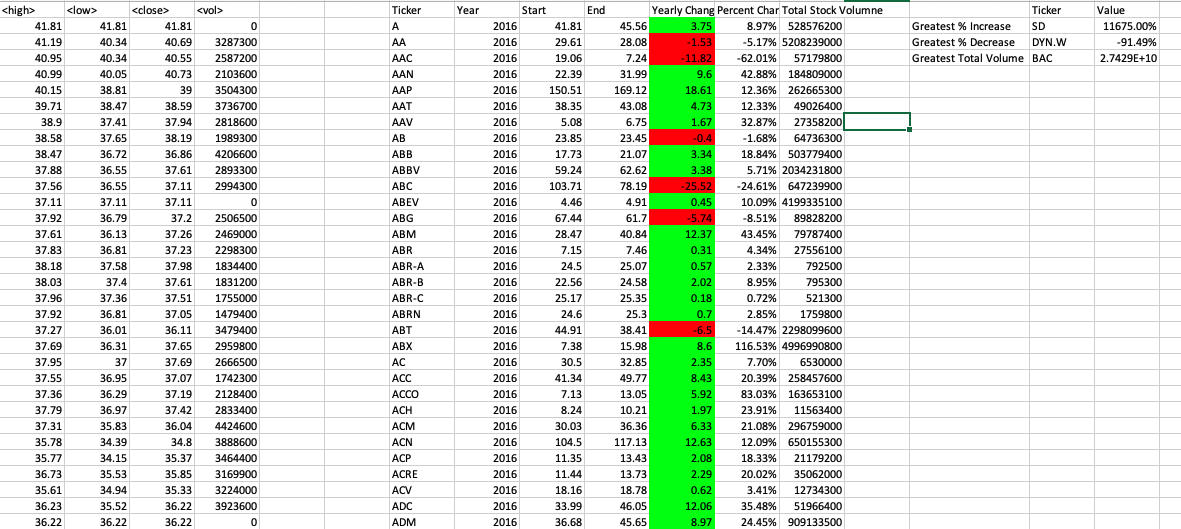 <high> <low> <close> <vol> Ticker Year Start End Yearly Chang Percent Char Total Stock Volumne Ticker Value
41.81 41.81 41.81 0 A 2016 41.81 45.56 3.75 8.97% 528576200 Greatest % Increase SD 11675.00%
41.19 40.34 40.69 3287300 AA 2016 29.61 28.08 -1.53 -5.17% 5208239000 Greatest % Decrease DYN.W -91.49%
40.95 40.34 40.55 2587200 AAC 2016 19.06 7.24 -11.82 -62.01% 57179800 Greatest Total Volume BAC 2.7429E+10
40.99 40.05 40.73 2103600 AAN 2016 22.39 31.99 9.6 42.88% 184809000
40.15 38.81 39 3504300 AAP 2016 150.51 169.12 18.61 12.36% 262665300
39.71 38.47 38.59 3736700 AAT 2016 38.35 43.08 4.73 12.33% 49026400
38.9 37.41 37.94 2818600 AAV 2016 5.08 6.75 1.67 32.87% 27358200
38.58 37.65 38.19 1989300 AB 2016 23.85 23.45 -0.4 -1.68% 64736300
38.47 36.72 36.86 4206600 ABB 2016 17.73 21.07 3.34 18.84% 503779400
37.88 36.55 37.61 2893300 ABBV 2016 59.24 62.62 3.38 5.71% 2034231800
37.56 36.55 37.11 2994300 ABC 2016 103.71 78.19 -25.52 -24.61% 647239900
37.11 37.11 37.11 0 ABEV 2016 4.46 4.91 0.45 10.09% 4199335100
37.92 36.79 37.2 2506500 ABG 2016 67.44 61.7 -5.74 -8.51% 89828200
37.61 36.13 37.26 2469000 ABM 2016 28.47 40.84 12.37 43.45% 79787400
37.83 36.81 37.23 2298300 ABR 2016 7.15 7.46 0.31 4.34% 27556100
38.18 37.58 37.98 1834400 ABR-A 2016 24.5 25.07 0.57 2.33% 792500
38.03 37.4 37.61 1831200 ABR-B 2016 22.56 24.58 2.02 8.95% 795300
37.96 37.36 37.51 1755000 ABR-C 2016 25.17 25.35 0.18 0.72% 521300
37.92 36.81 37.05 1479400 ABRN 2016 24.6 25.3 0.7 2.85% 1759800
37.27 36.01 36.11 3479400 ABT 2016 44.91 38.41 -6.5 -14.47% 2298099600
37.69 36.31 37.65 2959800 ABX 2016 7.38 15.98 8.6 116.53% 4996990800
37.95 37 37.69 2666500 AC 2016 30.5 32.85 2.35 7.70% 6530000
37.55 36.95 37.07 1742300 ACC 2016 41.34 49.77 8.43 20.39% 258457600
37.36 36.29 37.19 2128400 ACCO 2016 7.13 13.05 5.92 83.03% 163653100
37.79 36.97 37.42 2833400 ACH 2016 8.24 10.21 1.97 23.91% 11563400
37.31 35.83 36.04 4424600 ACM 2016 30.03 36.36 6.33 21.08% 296759000
35.78 34.39 34.8 3888600 ACN 2016 104.5 117.13 12.63 12.09% 650155300
35.77 34.15 35.37 3464400 ACP 2016 11.35 13.43 2.08 18.33% 21179200
36.73 35.53 35.85 3169900 ACRE 2016 11.44 13.73 2.29 20.02% 35062000
35.61 34.94 35.33 3224000 ACV 2016 18.16 18.78 0.62 3.41% 12734300
36.23 35.52 36.22 3923600 ADC 2016 33.99 46.05 12.06 35.48% 51966400
36.22 36.22 36.22 0 ADM 2016 36.68 45.65 8.97 24.45% 909133500